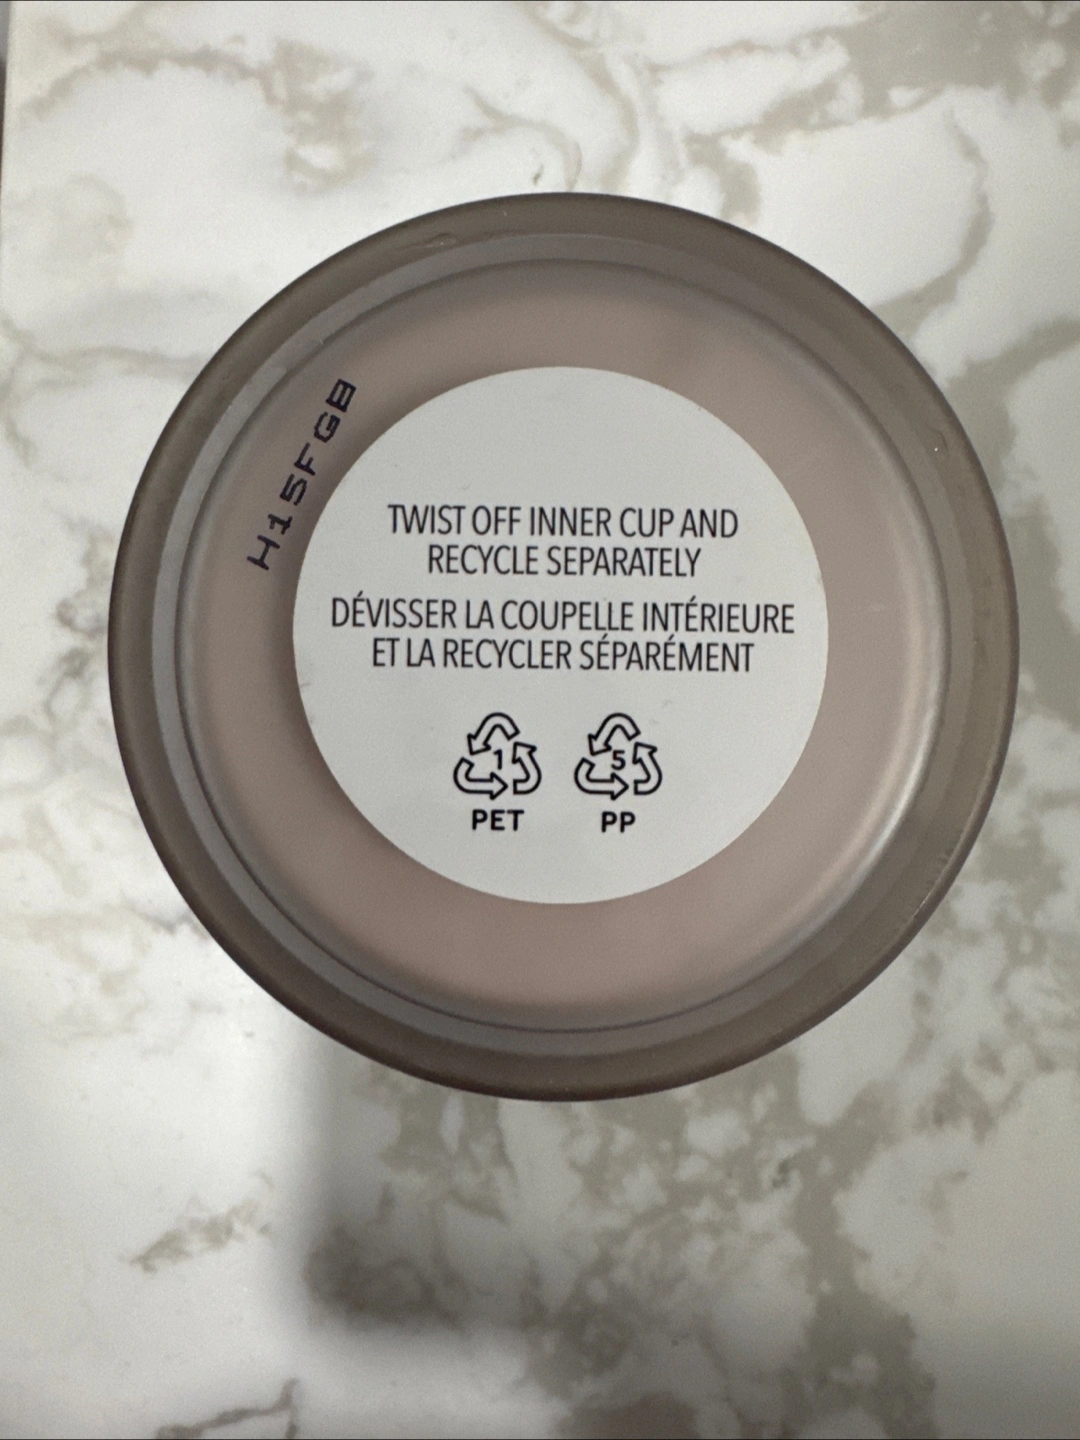 H15FGB
TWIST OFF INNER CUP AND
RECYCLE SEPARATELY
DÉVISSER LA COUPELLE INTÉRIEURE
ET LA RECYCLER SÉPARÉMENT
1 5
PET PP